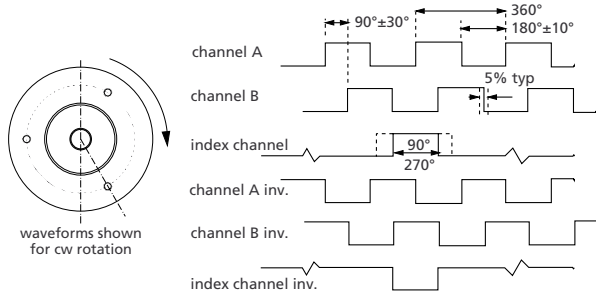 360°
90°±30°
180°±10°
channel A
5% typ
channel B
index channel
90°
270°
channel A inv.
channel B inv.
index channel inv.
waveforms shown
for cw rotation